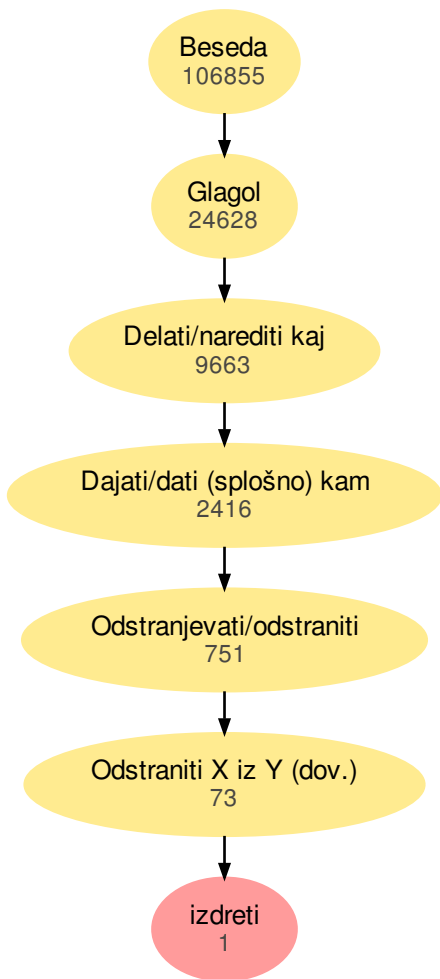 Beseda
106855
Glagol
24628
Delati/narediti kaj
9663
Dajati/dati (splošno) kam
2416
Odstranjevati/odstraniti
751
Odstraniti X iz Y (dov.)
73
izdreti
1